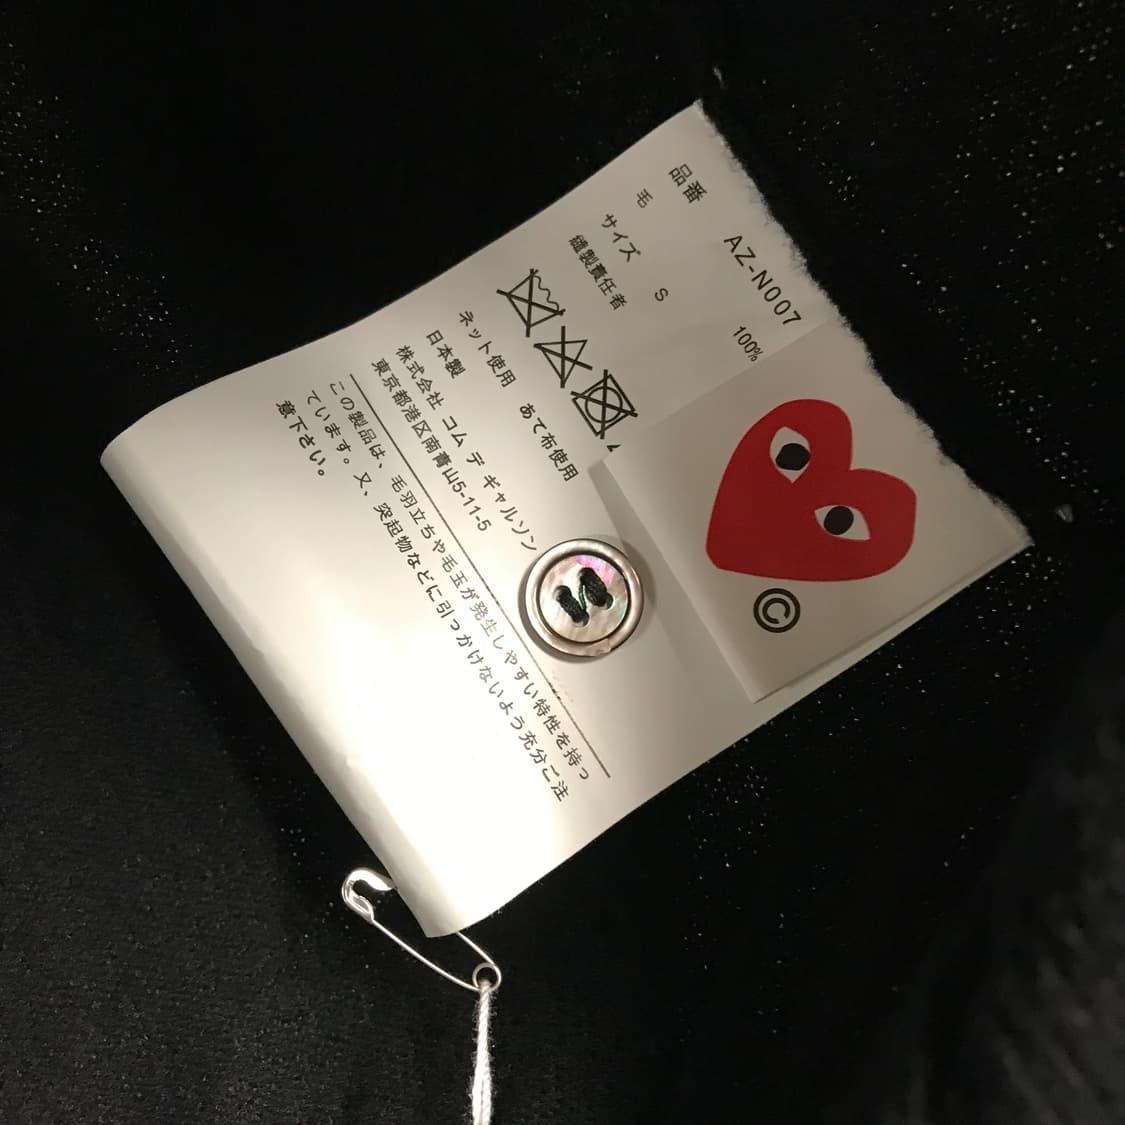 品番 AZ-N007
毛 100%
サイズ S
縫製責任者
ネット使用 あて布使用
日本製
株式会社 コム デ ギャルソン
東京都港区南青山5-11-5
この製品は、毛羽立ちや毛玉が発生しやすい特性を持っ
ています。又、突起物などに引っかけないよう充分ご注
意下さい。
©